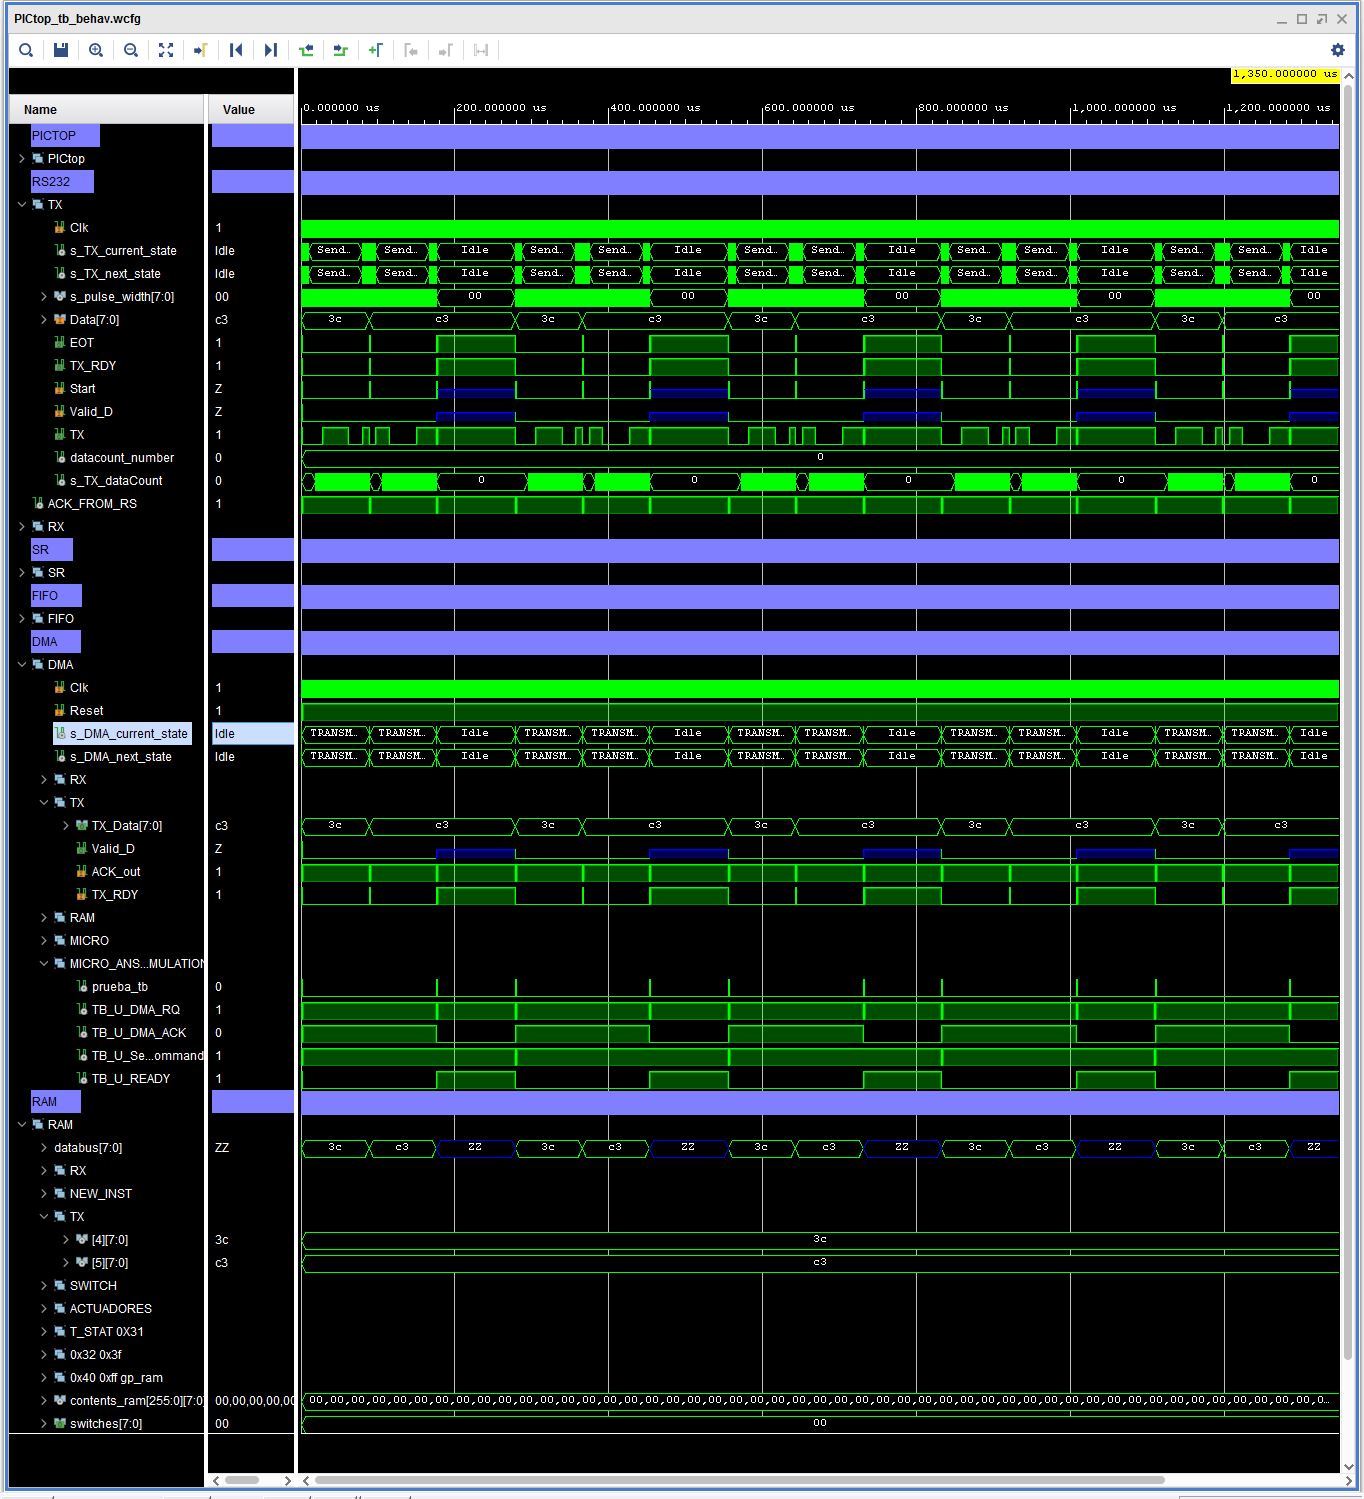 PICtop_tb_behav.wcfg
1,350.000000 us
Name Value 0.000000 us 200.000000 us 400.000000 us 600.000000 us 800.000000 us 1,000.000000 us 1,200.000000 us
PICTOP
PICtop
RS232
TX
Clk 1
s_TX_current_state Idle Send… Send… Idle Send… Send… Idle Send… Send… Idle Send… Send… Idle Send… Send… Idle
s_TX_next_state Idle Send… Send… Idle Send… Send… Idle Send… Send… Idle Send… Send… Idle Send… Send… Idle
s_pulse_width[7:0] 00 00 00 00 00 00
Data[7:0] c3 3c c3 3c c3 3c c3 3c c3 3c c3
EOT 1
TX_RDY 1
Start Z
Valid_D Z
TX 1
datacount_number 0 0
s_TX_dataCount 0 0 0 0 0 0
ACK_FROM_RS 1
RX
SR
SR
FIFO
FIFO
DMA
DMA
Clk 1
Reset 1
s_DMA_current_state Idle TRANSM… TRANSM… Idle TRANSM… TRANSM… Idle TRANSM… TRANSM… Idle TRANSM… TRANSM… Idle TRANSM… TRANSM… Idle
s_DMA_next_state Idle TRANSM… TRANSM… Idle TRANSM… TRANSM… Idle TRANSM… TRANSM… Idle TRANSM… TRANSM… Idle TRANSM… TRANSM… Idle
RX
TX
TX_Data[7:0] c3 3c c3 3c c3 3c c3 3c c3 3c c3
Valid_D Z
ACK_out 1
TX_RDY 1
RAM
MICRO
MICRO_ANS...MULATION
prueba_tb 0
TB_U_DMA_RQ 1
TB_U_DMA_ACK 0
TB_U_Se...ommand 1
TB_U_READY 1
RAM
RAM
databus[7:0] ZZ 3c c3 ZZ 3c c3 ZZ 3c c3 ZZ 3c c3 ZZ 3c c3 ZZ
RX
NEW_INST
TX
[4][7:0] 3c 3c
[5][7:0] c3 c3
SWITCH
ACTUADORES
T_STAT 0X31
0x32 0x3f
0x40 0xff gp_ram
contents_ram[255:0][7:0] 00,00,00,00,00 00,00,00,00,00,00,00,00,00,00,00,00,00,00,00,00,00,00,00,00,00,00,00,00,00,00,00,00,00,00,00,00,00,00,00,00,00,00,00,00,00,00,00,00,0…
switches[7:0] 00 00